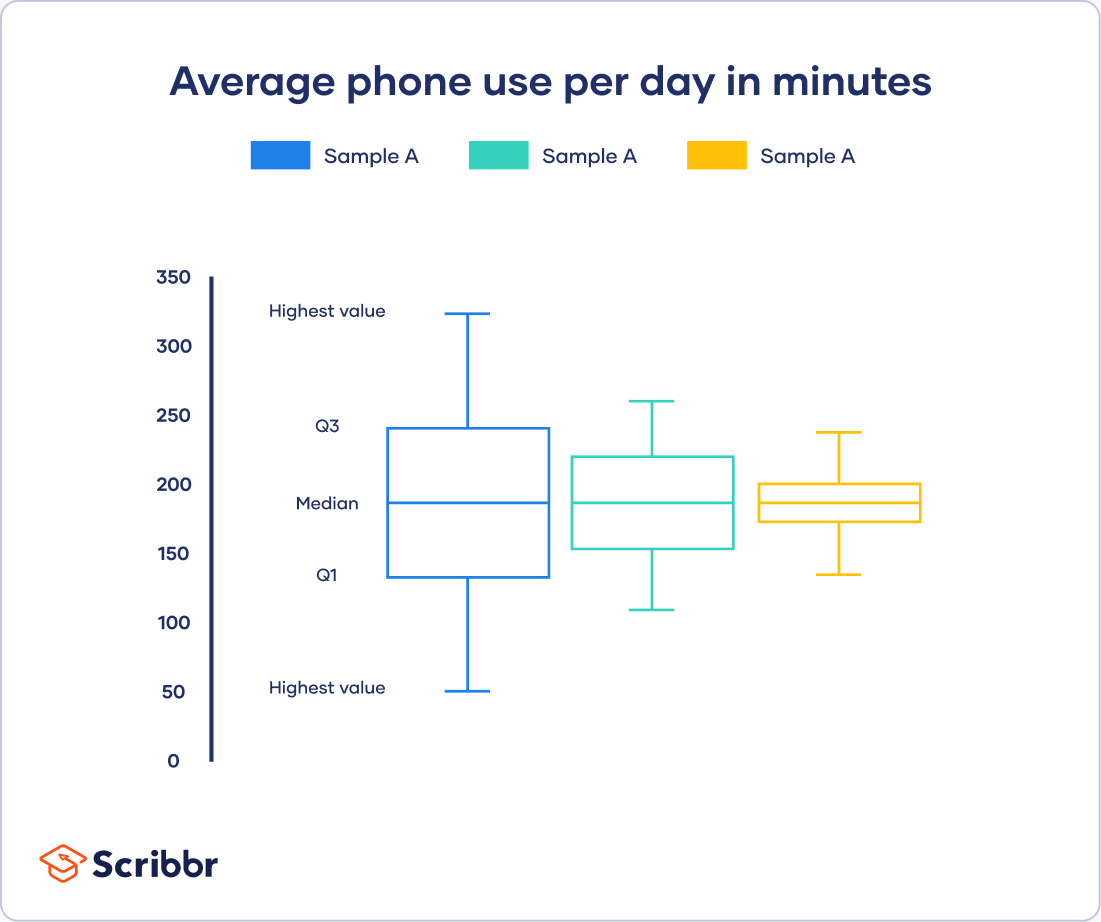 Average phone use per day in minutes
Sample A Sample A Sample A
350
Highest value
300
250
Q3
200
Median
150
Q1
100
50
Highest value
0
Scribbr